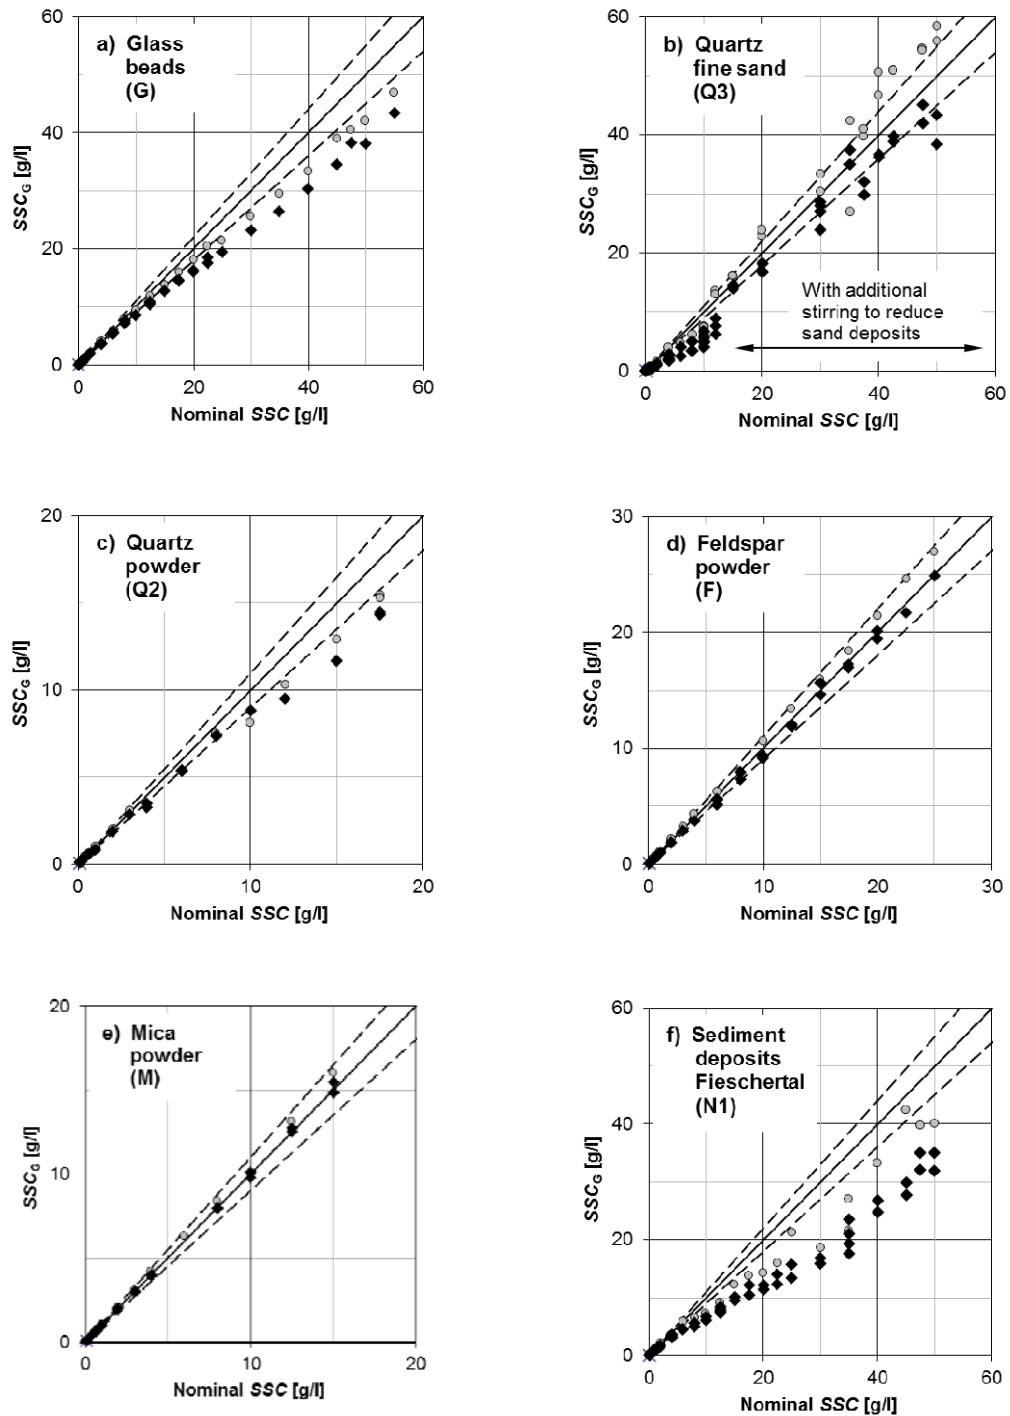 a) Glass
beads
(G)
60
40
20
0
0
20
40
60
SSCG [g/l]
Nominal SSC [g/l]
b) Quartz
fine sand
(Q3)
With additional
stirring to reduce
sand deposits
60
40
20
0
0
20
40
60
SSCG [g/l]
Nominal SSC [g/l]
c) Quartz
powder
(Q2)
20
10
0
0
10
20
SSCG [g/l]
Nominal SSC [g/l]
d) Feldspar
powder
(F)
30
20
10
0
0
10
20
30
SSCG [g/l]
Nominal SSC [g/l]
e) Mica
powder
(M)
20
10
0
0
10
20
SSCG [g/l]
Nominal SSC [g/l]
f) Sediment
deposits
Fieschertal
(N1)
60
40
20
0
0
20
40
60
SSCG [g/l]
Nominal SSC [g/l]